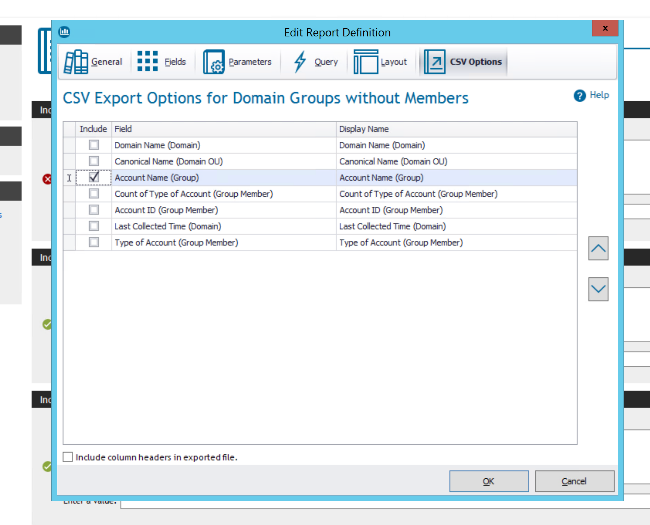 Edit Report Definition
x
General Fields Parameters Query Layout CSV Options
CSV Export Options for Domain Groups without Members
? Help
Include Field Display Name
Domain Name (Domain) Domain Name (Domain)
Canonical Name (Domain OU) Canonical Name (Domain OU)
Account Name (Group) Account Name (Group)
Count of Type of Account (Group Member) Count of Type of Account (Group Member)
Account ID (Group Member) Account ID (Group Member)
Last Collected Time (Domain) Last Collected Time (Domain)
Type of Account (Group Member) Type of Account (Group Member)
Include column headers in exported file.
OK Cancel
Enter a value: